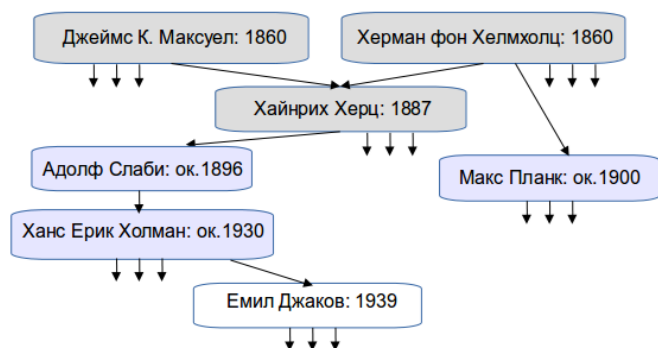 Джеймс К. Максуел: 1860
Херман фон Хелмхолц: 1860
Хайнрих Херц: 1887
Адолф Слаби: ок.1896
Макс Планк: ок.1900
Ханс Ерик Холман: ок.1930
Емил Джаков: 1939